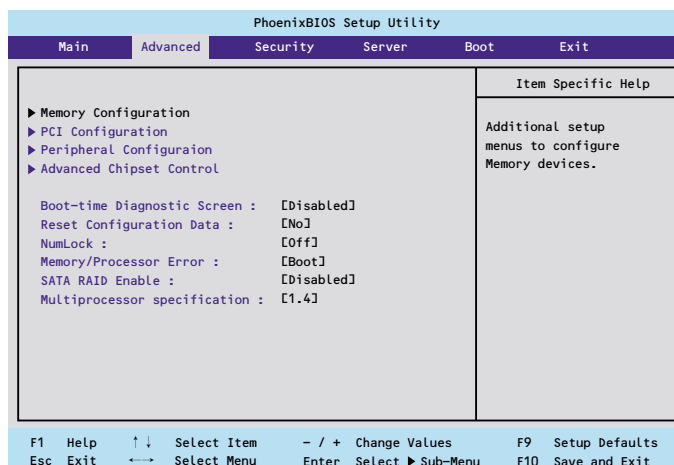 PhoenixBIOS Setup Utility
Main Advanced Security Server Boot Exit
Item Specific Help
▶ Memory Configuration
▶ PCI Configuration
▶ Peripheral Configuraion
▶ Advanced Chipset Control
Additional setup
menus to configure
Memory devices.
Boot-time Diagnostic Screen : [Disabled]
Reset Configuration Data : [No]
NumLock : [Off]
Memory/Processor Error : [Boot]
SATA RAID Enable : [Disabled]
Multiprocessor specification : [1.4]
F1 Help ↑↓ Select Item - / + Change Values F9 Setup Defaults
Esc Exit ←→ Select Menu Enter Select ▶ Sub-Menu F10 Save and Exit